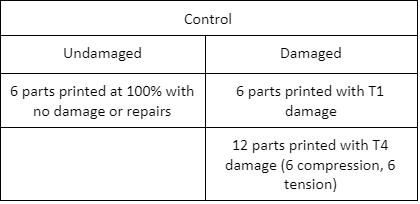 Control
Undamaged
Damaged
6 parts printed at 100% with
no damage or repairs
6 parts printed with T1
damage
12 parts printed with T4
damage (6 compression, 6
tension)